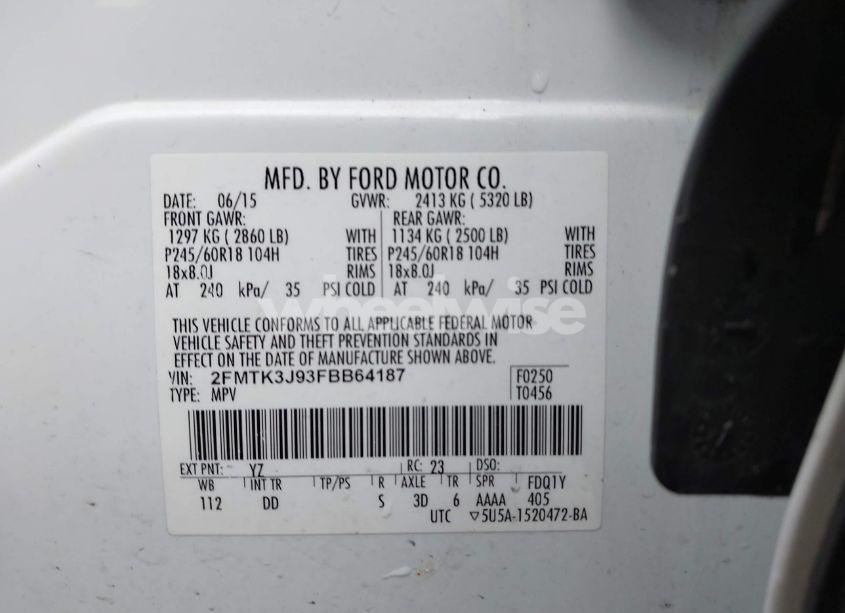 MFD. BY FORD MOTOR CO.
DATE: 06/15 GVWR: 2413 KG ( 5320 LB)
FRONT GAWR: REAR GAWR:
1297 KG ( 2860 LB) WITH 1134 KG ( 2500 LB) WITH
P245/60R18 104H TIRES P245/60R18 104H TIRES
18x8.0J RIMS 18x8.0J RIMS
AT 240 kPa/ 35 PSI COLD AT 240 kPa/ 35 PSI COLD
wheelwise
THIS VEHICLE CONFORMS TO ALL APPLICABLE FEDERAL MOTOR
VEHICLE SAFETY AND THEFT PREVENTION STANDARDS IN
EFFECT ON THE DATE OF MANUFACTURE SHOWN ABOVE.
VIN: 2FMTK3J93FBB64187 F0250
TYPE: MPV T0456
EXT PNT: YZ RC: 23 DSO:
WB INT TR TP/PS R AXLE TR SPR FDQ1Y
112 DD S 3D 6 AAAA 405
UTC ▽5U5A-1520472-BA